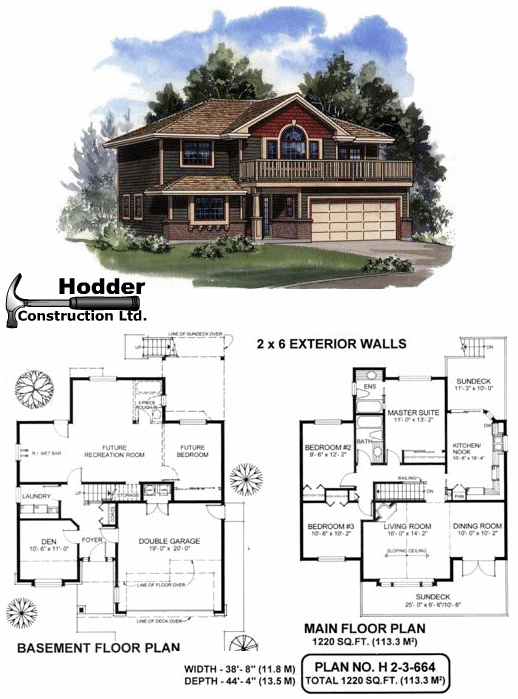 Hodder
Construction Ltd.
2 x 6 EXTERIOR WALLS
LINE OF SUNDECK OVER
UP
3-PIECE
ROUGH-IN
R.I. WET BAR
FUTURE
RECREATION ROOM
FUTURE
BEDROOM
LAUNDRY
STORAGE
UP
DEN
10'- 6" x 11'- 0"
FOYER
DOUBLE GARAGE
19'- 0" x 20'- 0"
LINE OF FLOOR OVER
LINE OF DECK OVER
BASEMENT FLOOR PLAN
DN
ENS
SUNDECK
11'- 3" x 10'- 0"
MASTER SUITE
11'- 0" x 13'- 2"
DW
BATH
BEDROOM #2
9'- 6" x 12'- 2"
KITCHEN/
NOOK
10'- 6" x 16'- 4"
RAILING
DN
PAN
BEDROOM #3
10'- 8" x 10'- 2"
LIVING ROOM
16'- 0" x 14'- 2"
DINING ROOM
10'- 0" x 10'- 2"
SLOPING CEILING
SUNDECK
25'- 0" x 6'- 6"/10'- 6"
MAIN FLOOR PLAN
1220 SQ.FT. (113.3 M²)
WIDTH - 38'- 8" (11.8 M)
DEPTH - 44'- 4" (13.5 M)
PLAN NO. H 2-3-664
TOTAL 1220 SQ.FT. (113.3 M²)